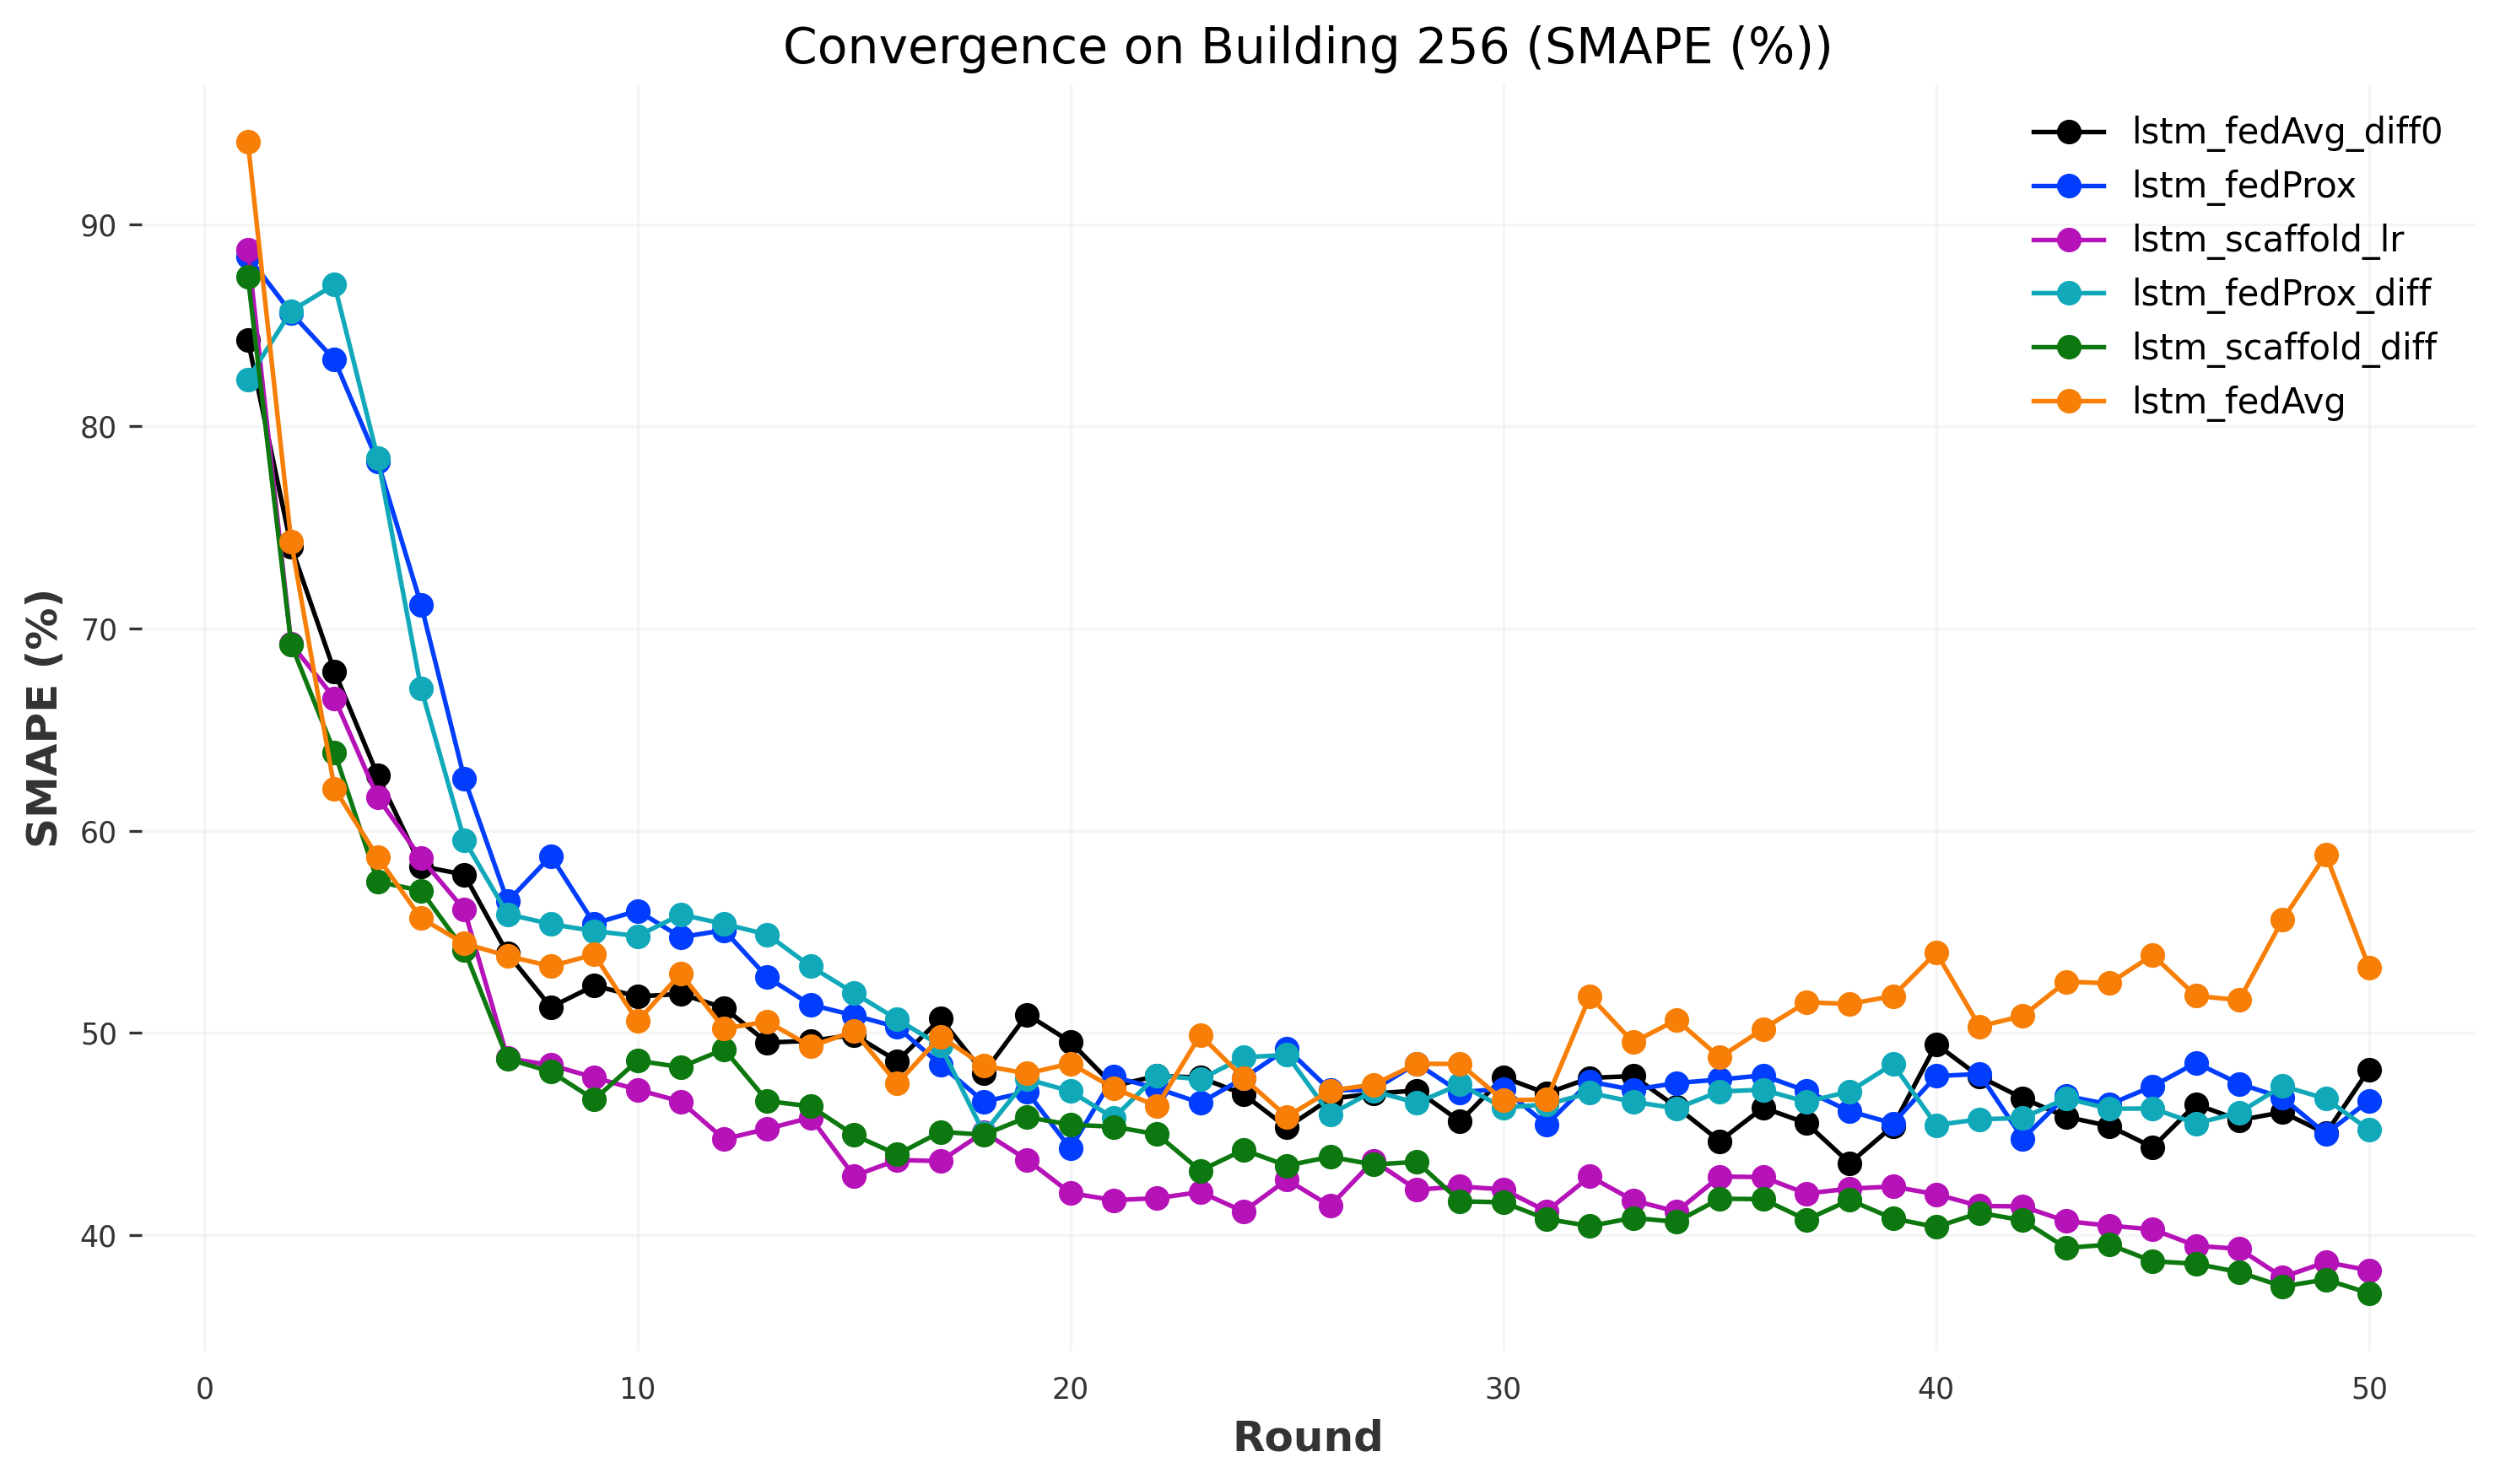 Convergence on Building 256 (SMAPE (%))
lstm_fedAvg_diff0
lstm_fedProx
lstm_scaffold_lr
lstm_fedProx_diff
lstm_scaffold_diff
lstm_fedAvg
SMAPE (%)
90
80
70
60
50
40
0 10 20 30 40 50
Round